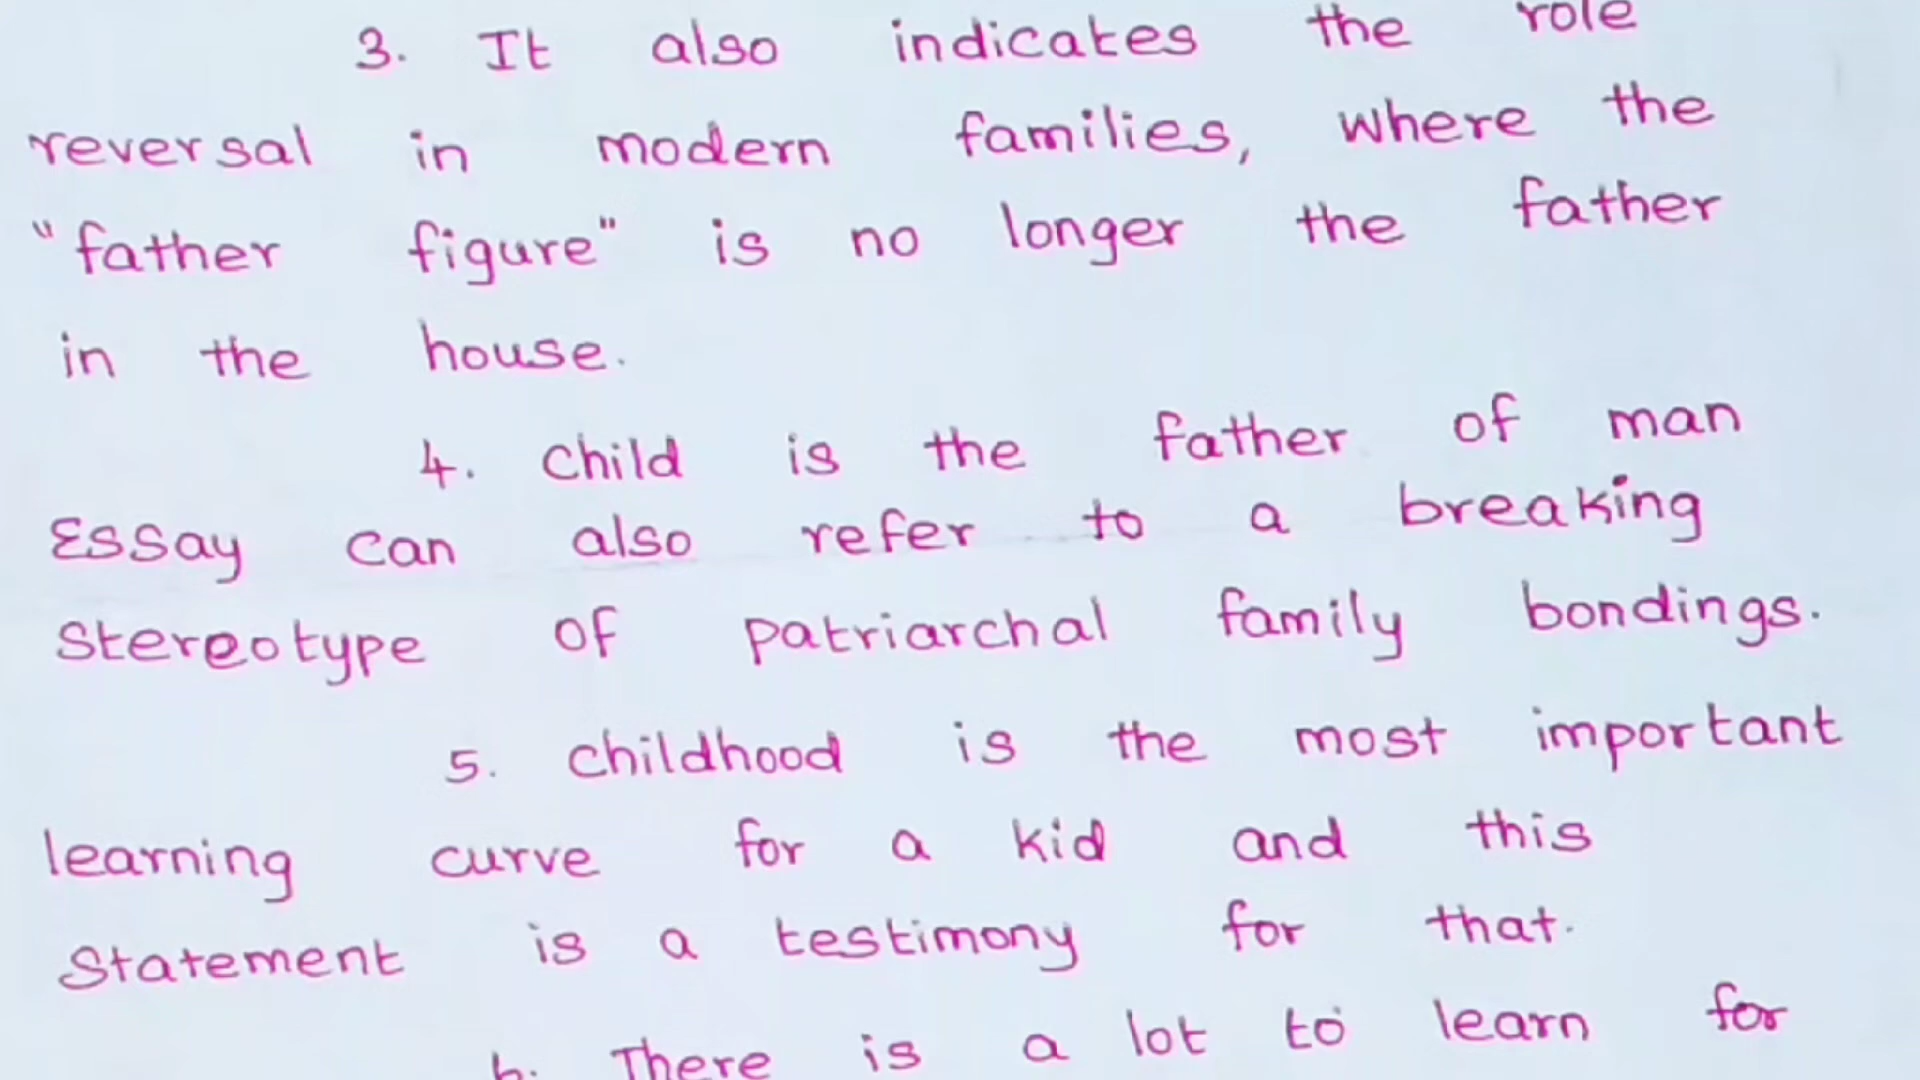 3. It also indicates the role
reversal in modern families, where the
"father figure" is no longer the father
in the house.
4. Child is the father of man
Essay can also refer to a breaking
Stereotype of patriarchal family bondings.
5. Childhood is the most important
learning curve for a kid and this
Statement is a testimony for that.
6. There is a lot to learn for